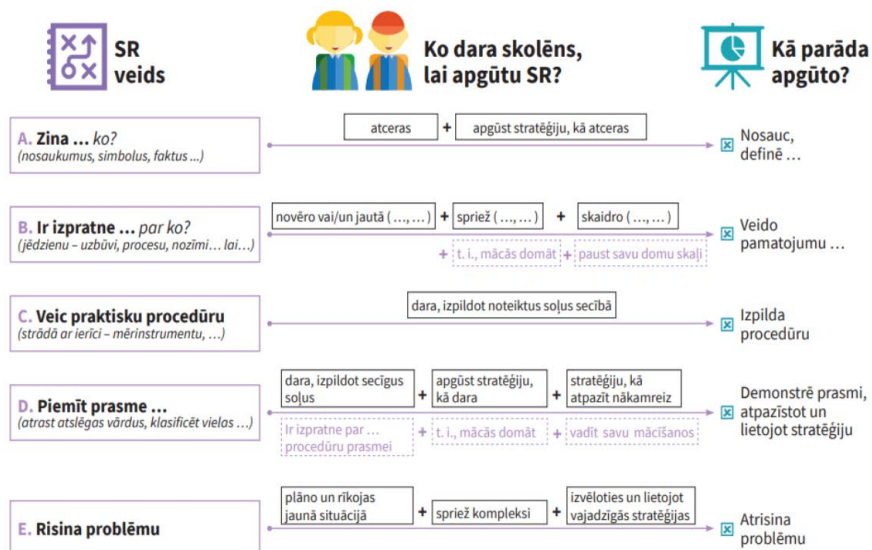 SR
veids
Ko dara skolēns,
lai apgūtu SR?
Kā parāda
apgūto?
A. Zina ... ko?
(nosaukumus, simbolus, faktus ...)
atceras + apgūst stratēģiju, kā atceras
Nosauc,
definē ...
B. Ir izpratne ... par ko?
(jēdzienu – uzbūvi, procesu, nozīmi... lai...)
novēro vai/un jautā ( ..., ... ) + spriež ( ..., ... ) + skaidro ( ..., ... )
+ t. i., mācās domāt + paust savu domu skaļi
Veido
pamatojumu ...
C. Veic praktisku procedūru
(strādā ar ierīci – mērinstrumentu, ...)
dara, izpildot noteiktus soļus secībā
Izpilda
procedūru
D. Piemīt prasme ...
(atrast atslēgas vārdus, klasificēt vielas ...)
dara, izpildot secīgus
soļus
+ apgūst stratēģiju,
kā dara
+ stratēģiju, kā
atpazīt nākamreiz
Ir izpratne par ...
procedūru prasmei
+ t. i., mācās domāt + vadīt savu mācīšanos
Demonstrē prasmi,
atpazīstot un
lietojot stratēģiju
E. Risina problēmu
plāno un rīkojas
jaunā situācijā
+ spriež kompleksi +
izvēloties un lietojot
vajadzīgās stratēģijas
Atrisina
problēmu